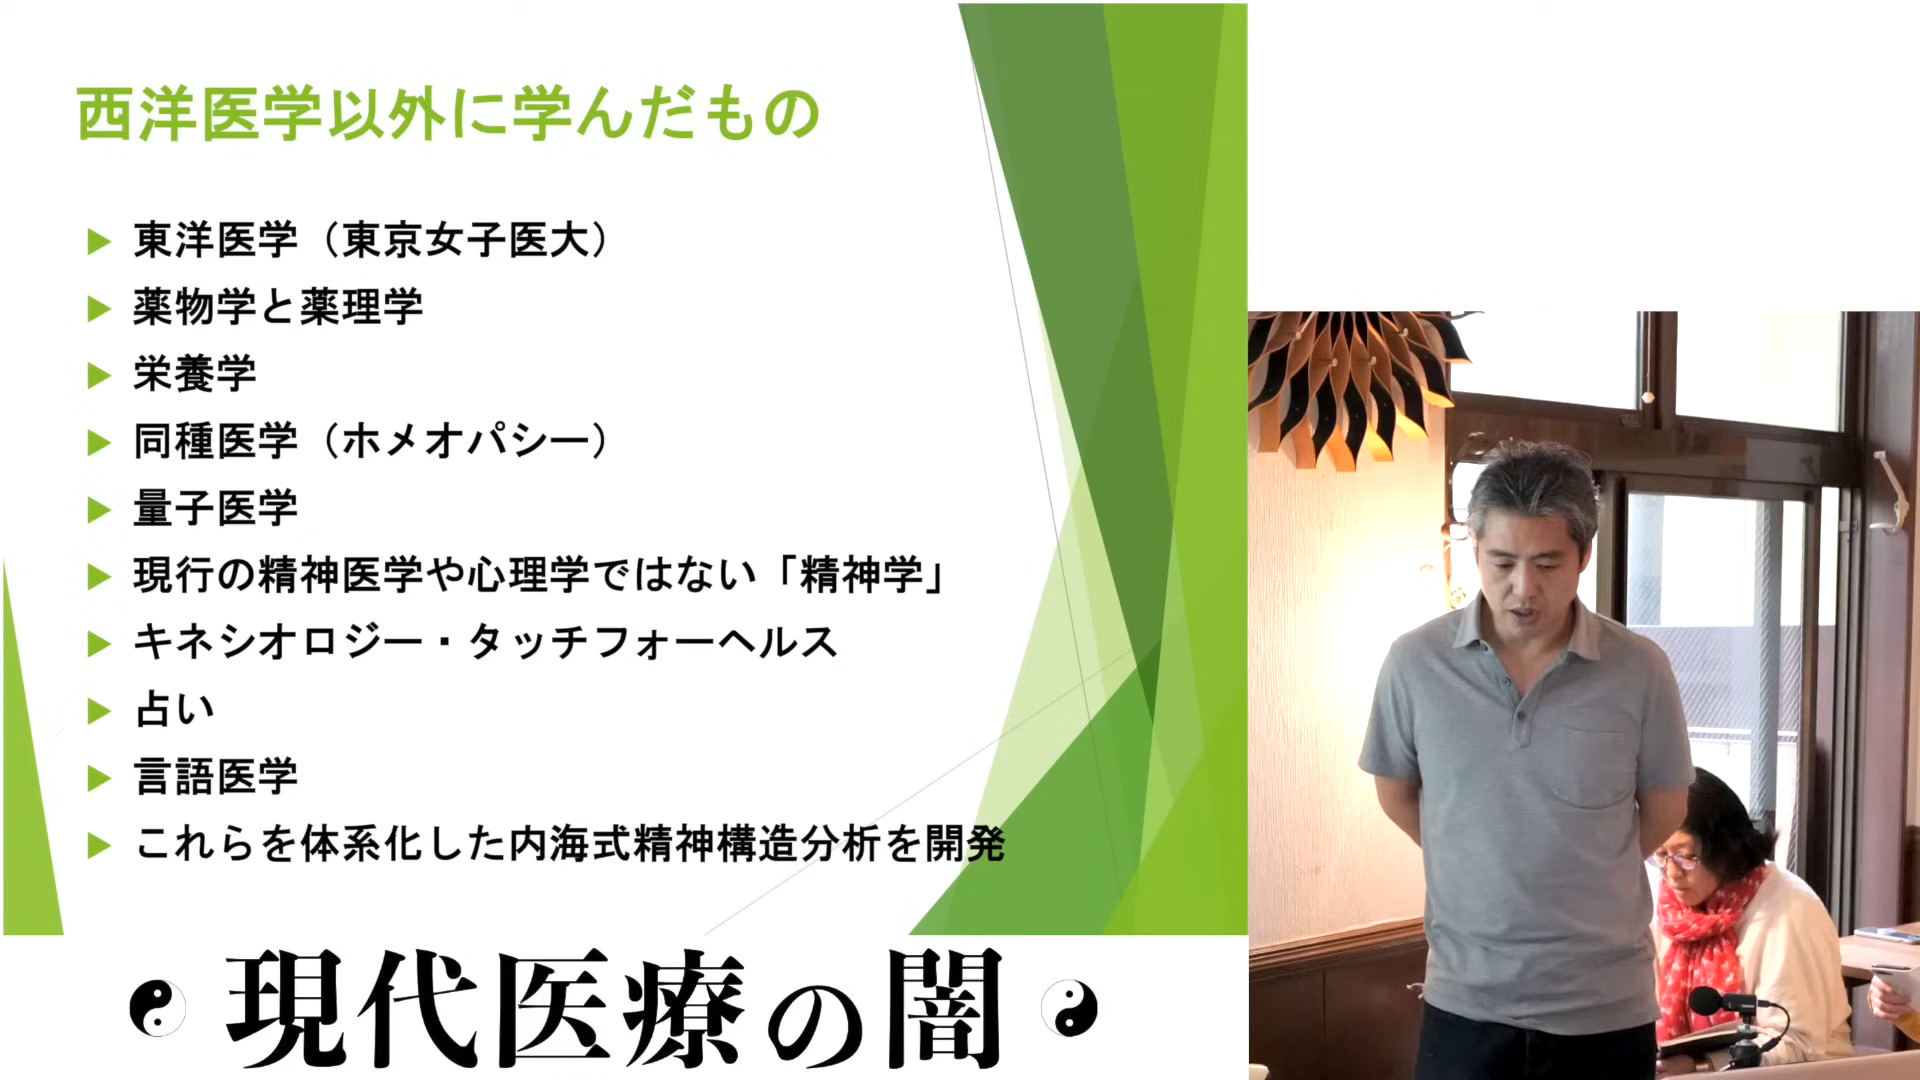 西洋医学以外に学んだもの
東洋医学（東京女子医大）
薬物学と薬理学
栄養学
同種医学（ホメオパシー）
量子医学
現行の精神医学や心理学ではない「精神学」
キネシオロジー・タッチフォーヘルス
占い
言語医学
これらを体系化した内海式精神構造分析を開発
現代医療の闇